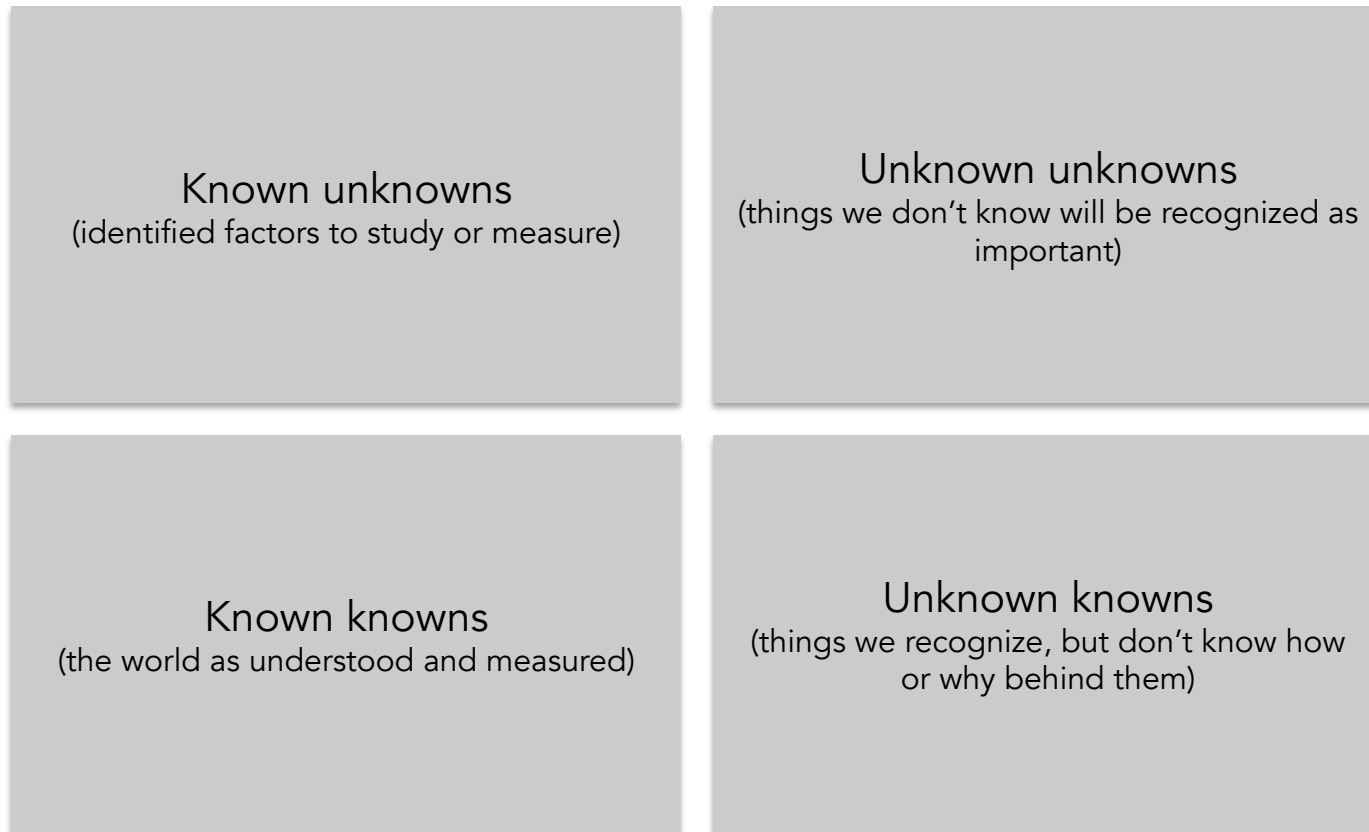 Known unknowns
(identified factors to study or measure)
Unknown unknowns
(things we don’t know will be recognized as
important)
Known knowns
(the world as understood and measured)
Unknown knowns
(things we recognize, but don’t know how
or why behind them)